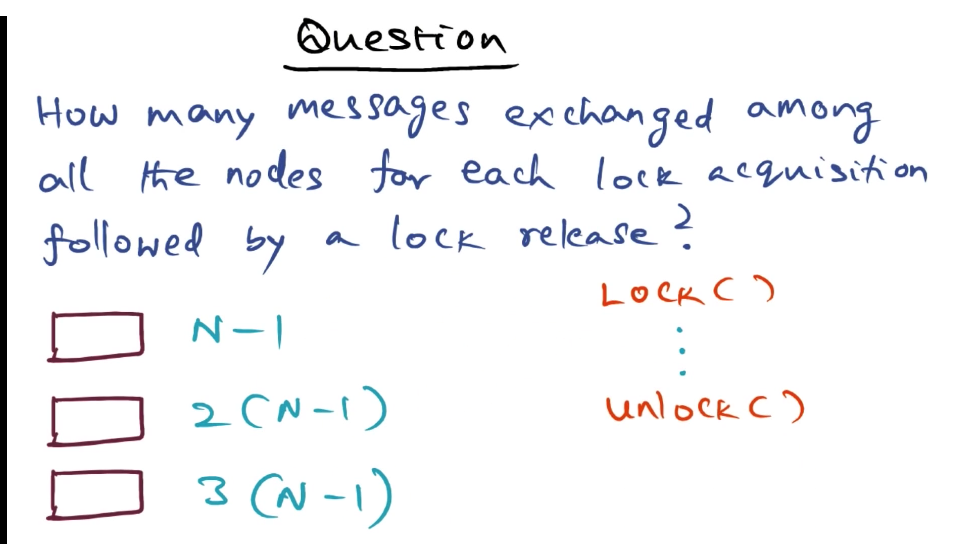 Question
How many messages exchanged among
all the nodes for each lock acquisition
followed by a lock release?
LOCK()
N-1
2(N-1)
UNLOCK()
3(N-1)